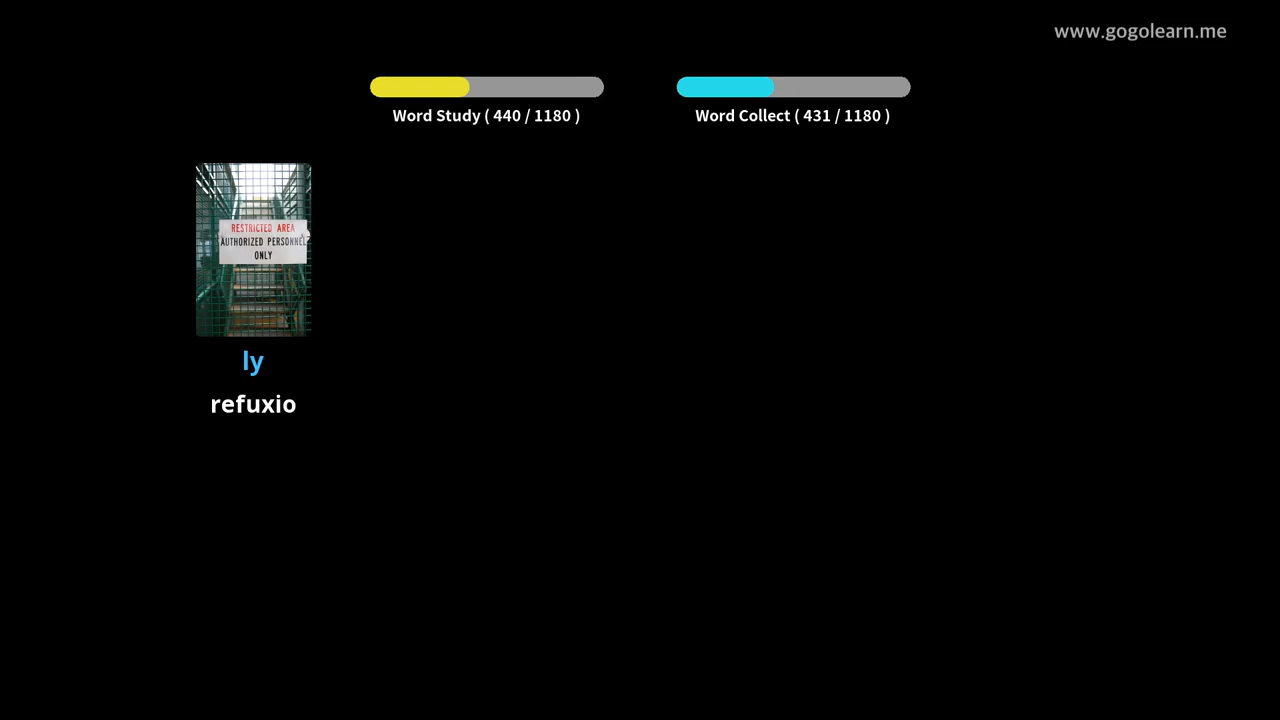 www.gogolearn.me
Word Study ( 440 / 1180 )
Word Collect ( 431 / 1180 )
RESTRICTED AREA
AUTHORIZED PERSONNEL
ONLY
ly
refuxio